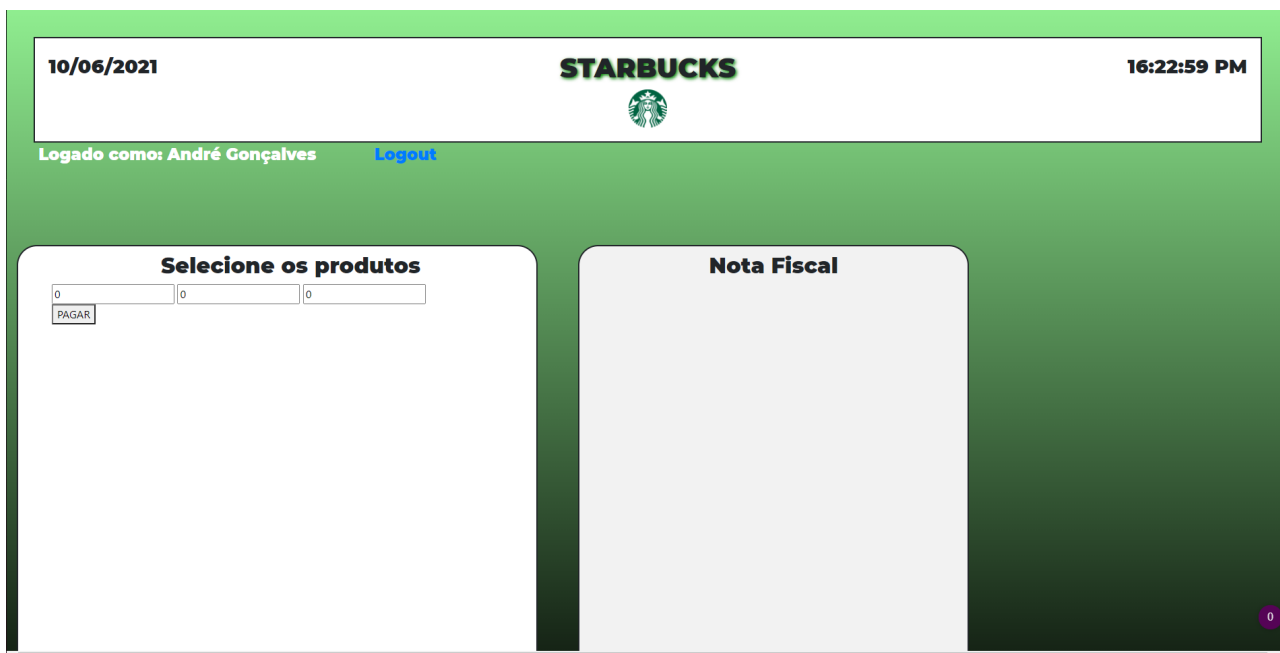 10/06/2021
STARBUCKS
16:22:59 PM
Logado como: André Gonçalves Logout
Selecione os produtos
0 0 0
PAGAR
Nota Fiscal
0